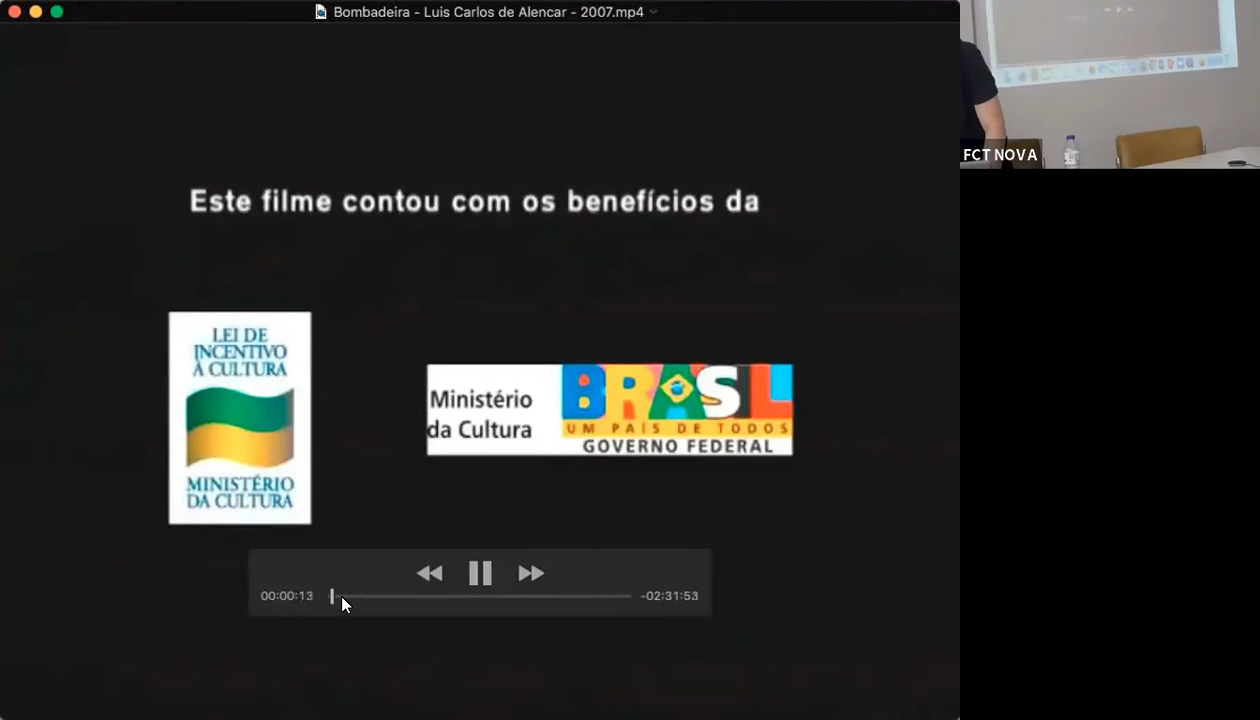 Bombadeira - Luis Carlos de Alencar - 2007.mp4
FCT NOVA
Este filme contou com os benefícios da
LEI DE
INCENTIVO
À CULTURA
MINISTÉRIO
DA CULTURA
Ministério
da Cultura
BRASIL
UM PAÍS DE TODOS
GOVERNO FEDERAL
00:00:13
-02:31:53